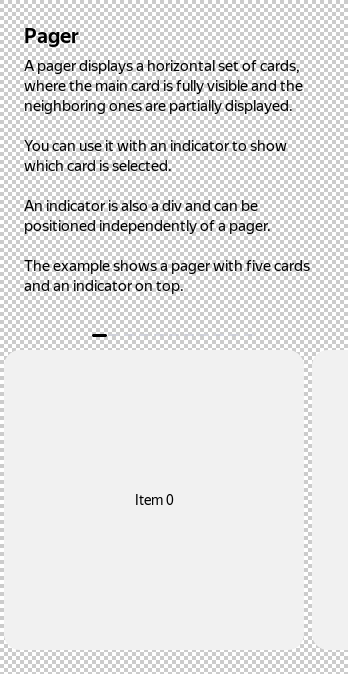 Pager
A pager displays a horizontal set of cards,
where the main card is fully visible and the
neighboring ones are partially displayed.
You can use it with an indicator to show
which card is selected.
An indicator is also a div and can be
positioned independently of a pager.
The example shows a pager with five cards
and an indicator on top.
Item 0